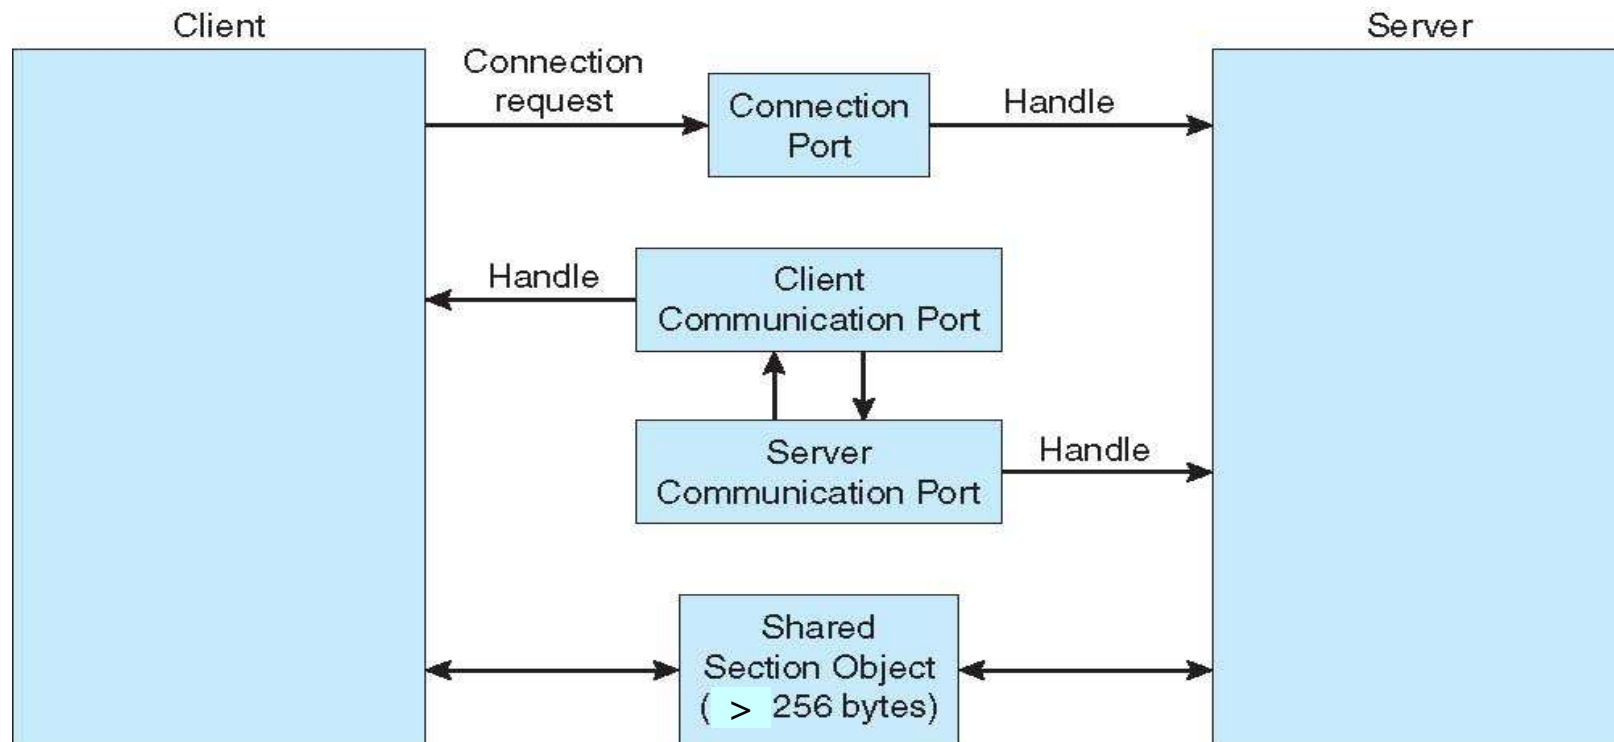 Client
Server
Connection
request
Connection
Port
Handle
Handle
Client
Communication Port
Server
Communication Port
Handle
Shared
Section Object
( > 256 bytes)